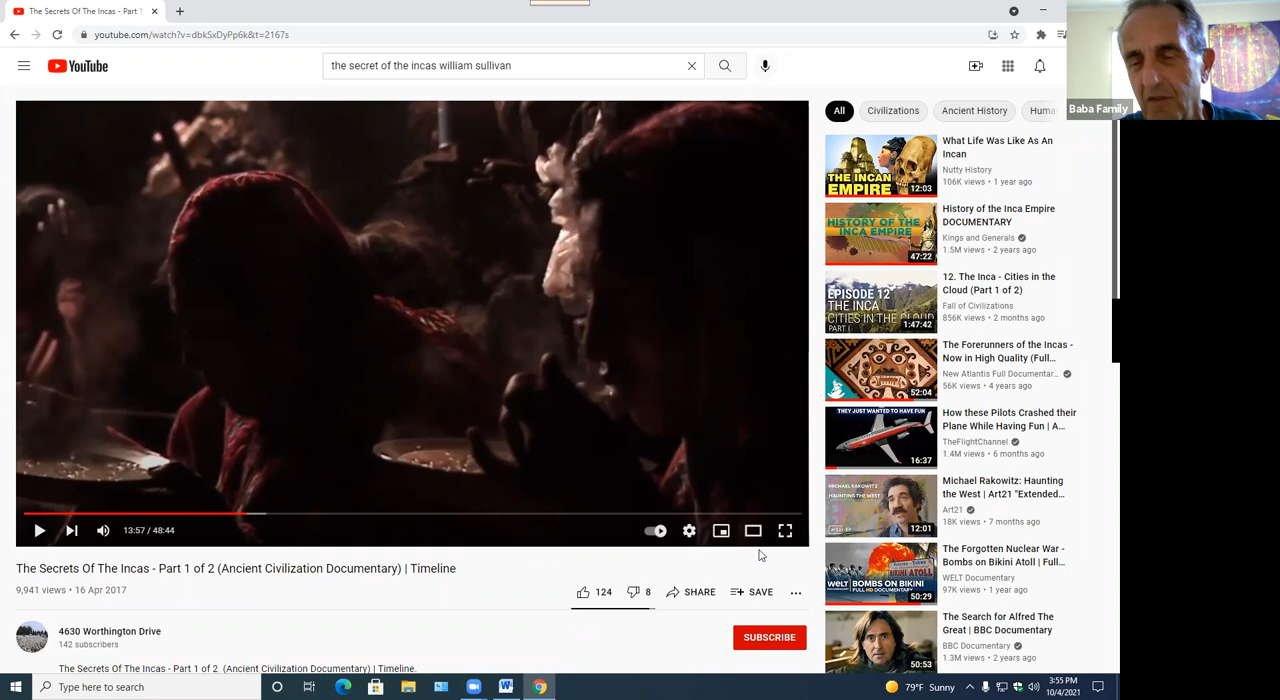 The Secrets Of The Incas - Part 1
youtube.com/watch?v=dbkSxDyPp6k&t=2167s
YouTube
the secret of the incas william sullivan
Baba Family
All
Civilizations
Ancient History
Huma
THE INCAN
EMPIRE
12:03
What Life Was Like As An
Incan
Nutty History
106K views • 1 year ago
HISTORY OF THE
INCA EMPIRE
47:22
History of the Inca Empire
DOCUMENTARY
Kings and Generals
1.5M views • 2 years ago
EPISODE 12
THE INCA
CITIES IN THE CLOUD
PART I
1:47:42
12. The Inca - Cities in the
Cloud (Part 1 of 2)
Fall of Civilizations
856K views • 2 months ago
52:04
The Forerunners of the Incas -
Now in High Quality (Full...
New Atlantis Full Documentar...
56K views • 4 years ago
THEY JUST WANTED TO HAVE FUN
16:37
How these Pilots Crashed their
Plane While Having Fun | A...
TheFlightChannel
1.4M views • 6 months ago
MICHAEL RAKOWITZ:
HAUNTING THE WEST
12:01
Michael Rakowitz: Haunting
the West | Art21 "Extended...
Art21
18K views • 7 months ago
WELT
BOMBS ON
BIKINI ATOLL
50:29
The Forgotten Nuclear War -
Bombs on Bikini Atoll | Full...
WELT Documentary
97K views • 1 year ago
50:53
The Search for Alfred The
Great | BBC Documentary
BBC Documentary
1.3M views • 2 years ago
13:57 / 48:44
The Secrets Of The Incas - Part 1 of 2 (Ancient Civilization Documentary) | Timeline
9,941 views • 16 Apr 2017
124
8
SHARE
SAVE
4630 Worthington Drive
142 subscribers
SUBSCRIBE
The Secrets Of The Incas - Part 1 of 2 (Ancient Civilization Documentary) | Timeline.
Type here to search
79°F Sunny
3:55 PM
10/4/2021